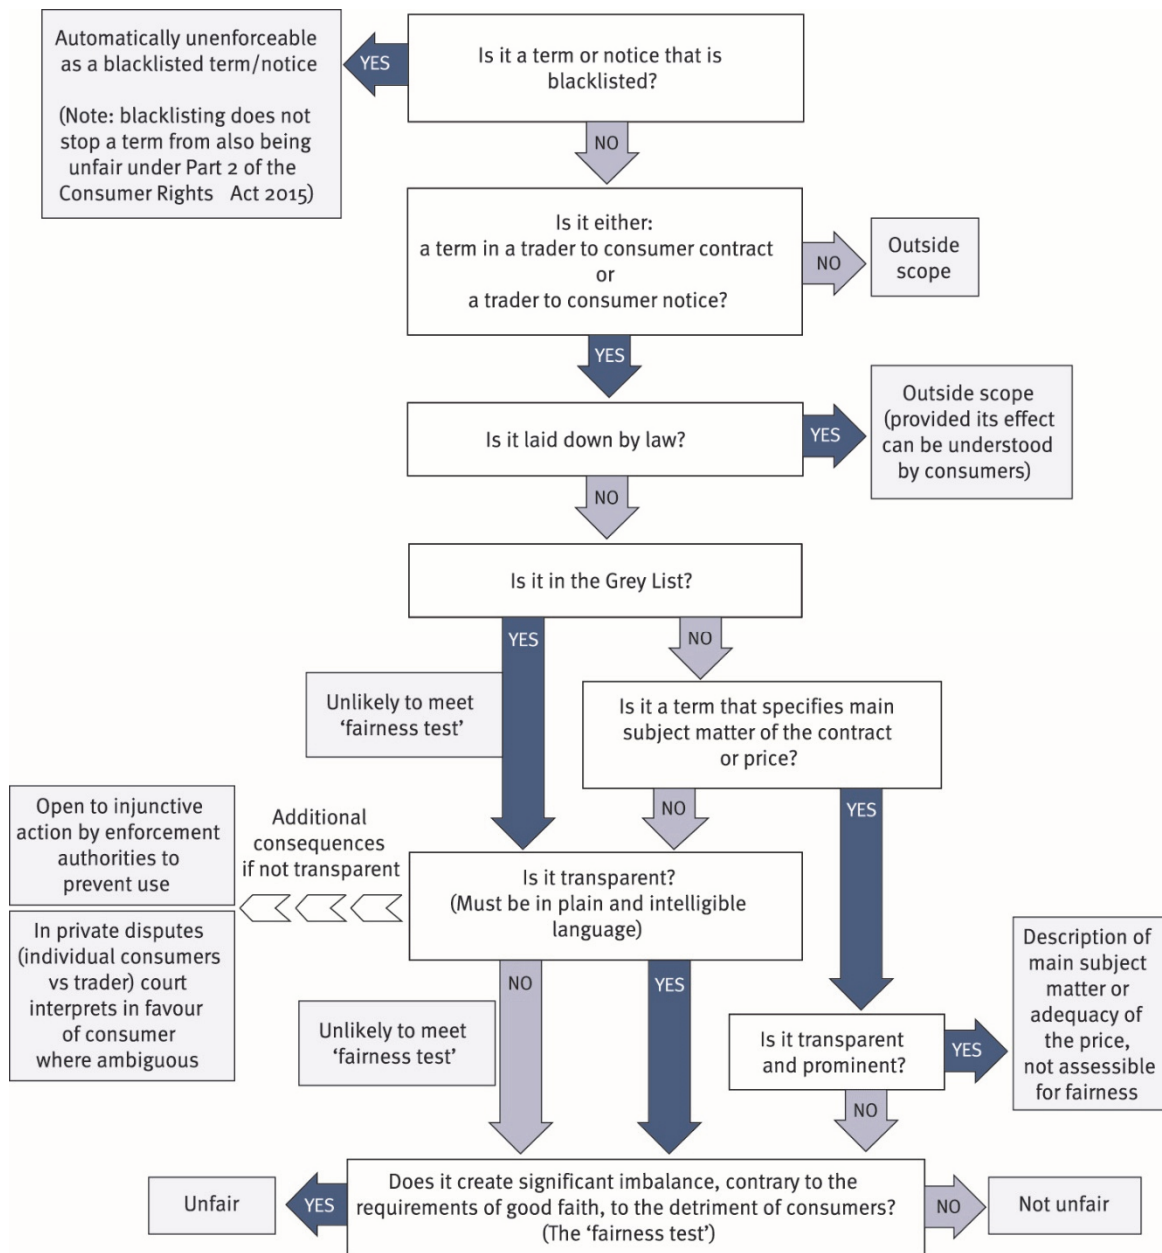 Automatically unenforceable
as a blacklisted term/notice
(Note: blacklisting does not
stop a term from also being
unfair under Part 2 of the
Consumer Rights Act 2015)
YES
Is it a term or notice that is
blacklisted?
NO
Is it either:
a term in a trader to consumer contract
or
a trader to consumer notice?
NO
Outside
scope
YES
Is it laid down by law?
YES
Outside scope
(provided its effect
can be understood
by consumers)
NO
Is it in the Grey List?
YES
NO
Unlikely to meet
‘fairness test’
Is it a term that specifies main
subject matter of the contract
or price?
NO
YES
Open to injunctive
action by enforcement
authorities to
prevent use
Additional
consequences
if not transparent
Is it transparent?
(Must be in plain and intelligible
language)
In private disputes
(individual consumers
vs trader) court
interprets in favour
of consumer
where ambiguous
NO
YES
Unlikely to meet
‘fairness test’
Is it transparent
and prominent?
YES
Description of
main subject
matter or
adequacy of
the price,
not assessible
for fairness
NO
Unfair
YES
Does it create significant imbalance, contrary to the
requirements of good faith, to the detriment of consumers?
(The ‘fairness test’)
NO
Not unfair